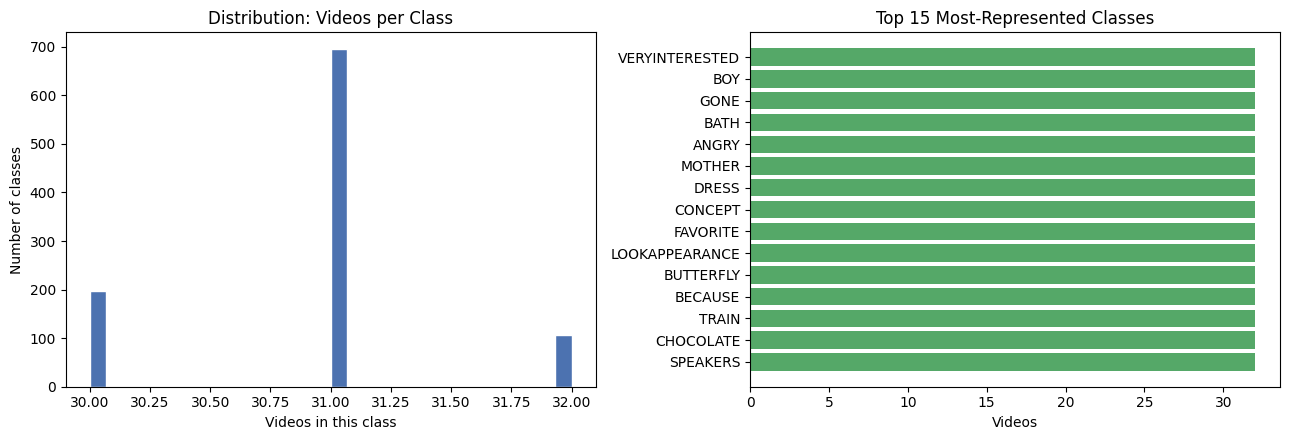 Distribution: Videos per Class
Number of classes
700
600
500
400
300
200
100
0
30.00 30.25 30.50 30.75 31.00 31.25 31.50 31.75 32.00
Videos in this class
Top 15 Most-Represented Classes
VERYINTERESTED
BOY
GONE
BATH
ANGRY
MOTHER
DRESS
CONCEPT
FAVORITE
LOOKAPPEARANCE
BUTTERFLY
BECAUSE
TRAIN
CHOCOLATE
SPEAKERS
0 5 10 15 20 25 30
Videos